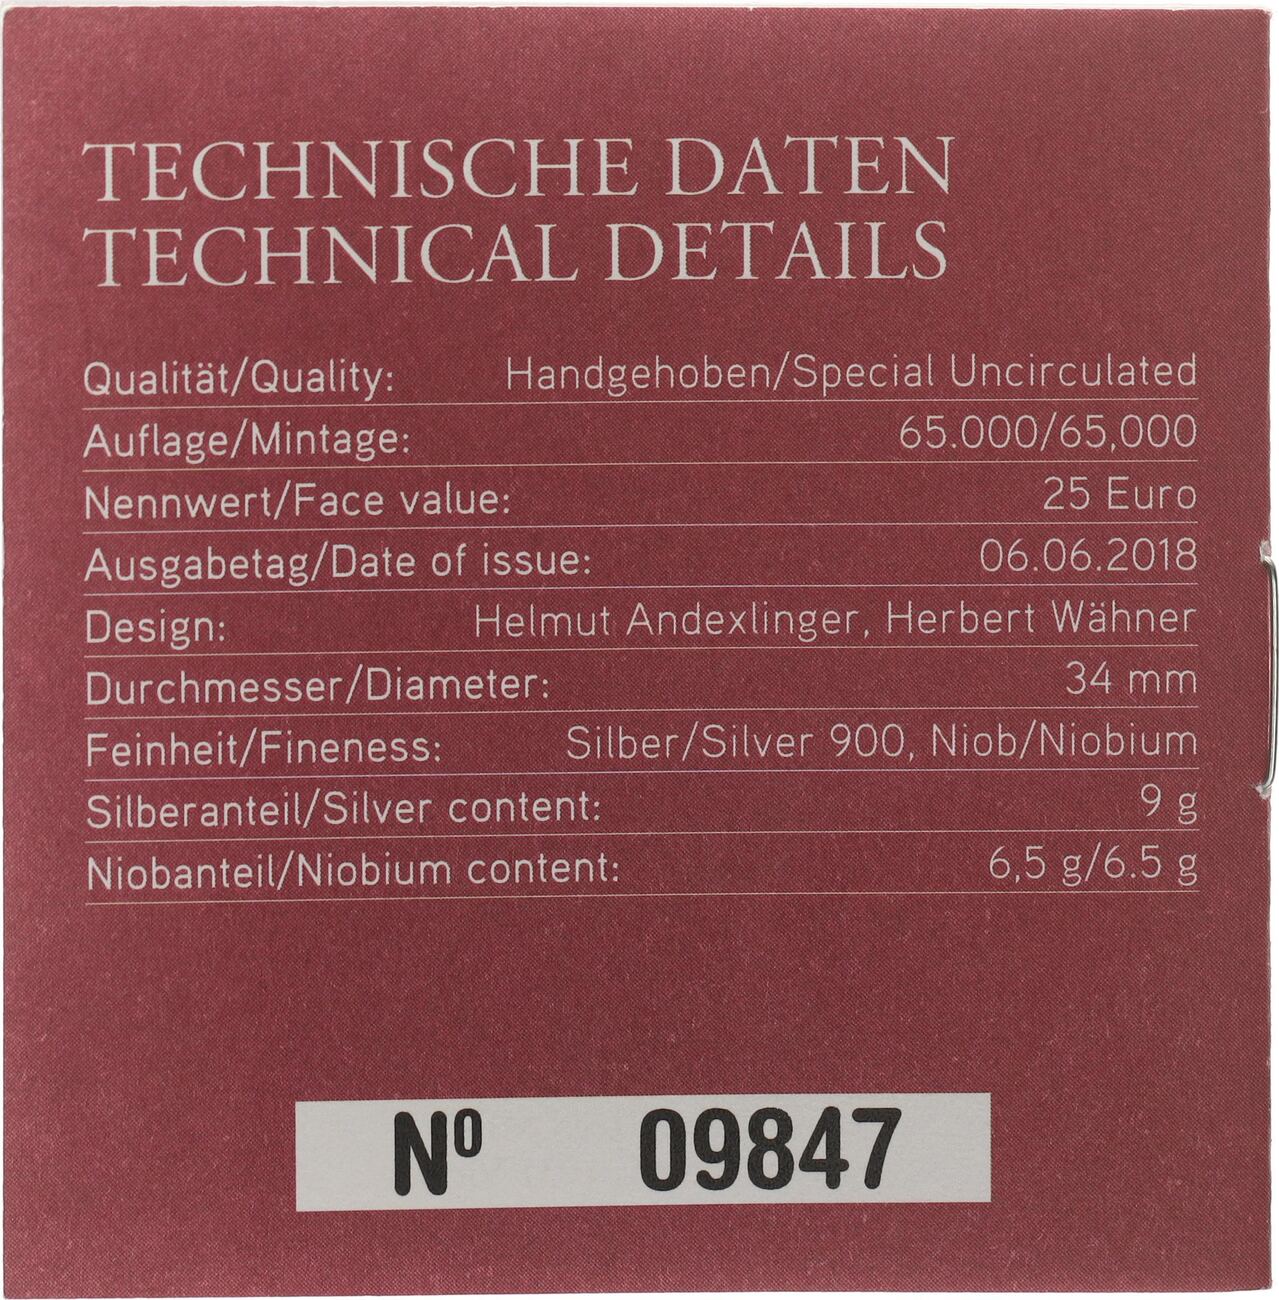 TECHNISCHE DATEN
TECHNICAL DETAILS
Qualität/Quality: Handgehoben/Special Uncirculated
Auflage/Mintage: 65.000/65,000
Nennwert/Face value: 25 Euro
Ausgabetag/Date of issue: 06.06.2018
Design: Helmut Andexlinger, Herbert Wähner
Durchmesser/Diameter: 34 mm
Feinheit/Fineness: Silber/Silver 900, Niob/Niobium
Silberanteil/Silver content: 9 g
Niobanteil/Niobium content: 6,5 g/6.5 g
Nº 09847